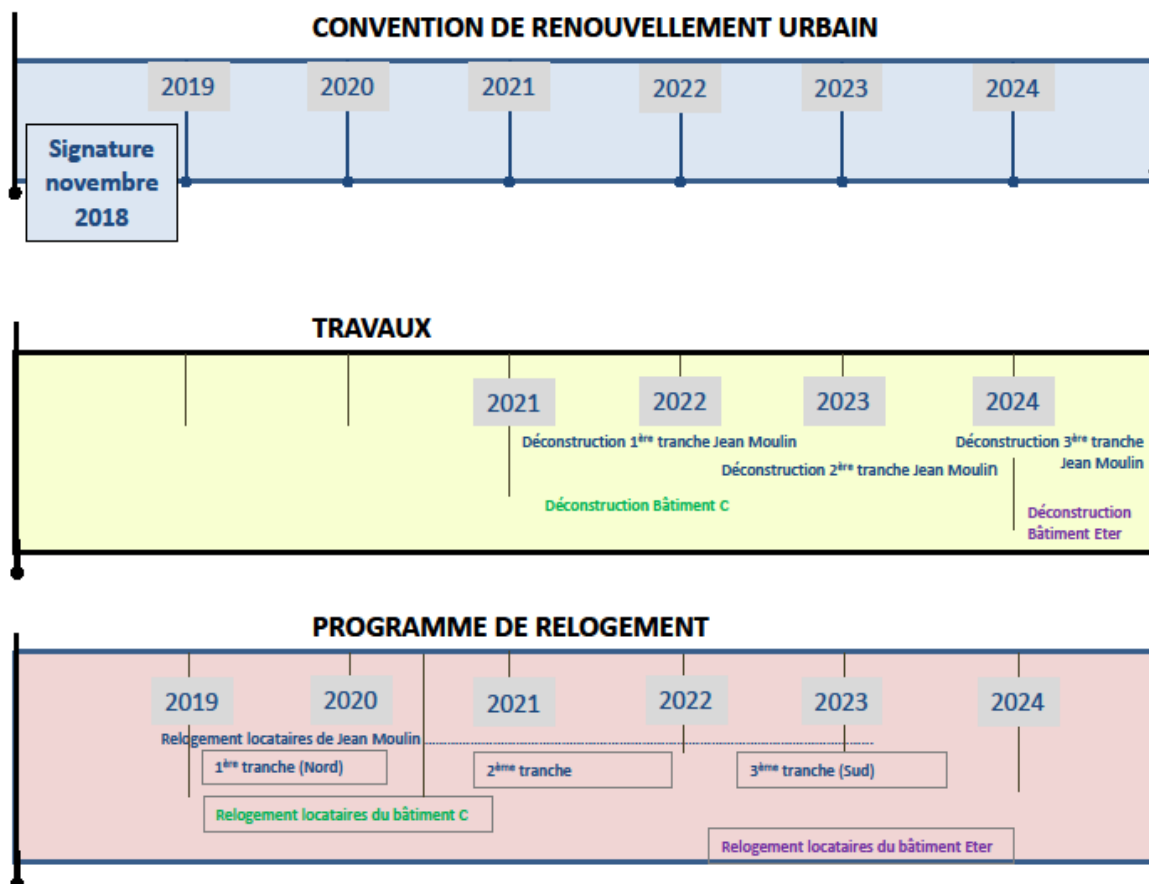 CONVENTION DE RENOUVELLEMENT URBAIN
2019 2020 2021 2022 2023 2024
Signature
novembre
2018
TRAVAUX
2021 2022 2023 2024
Déconstruction 1ère tranche Jean Moulin
Déconstruction 3ère tranche
Jean Moulin
Déconstruction 2ère tranche Jean Moulin
Déconstruction Bâtiment C
Déconstruction
Bâtiment Eter
PROGRAMME DE RELOGEMENT
2019 2020 2021 2022 2023 2024
Relogement locataires de Jean Moulin
1ère tranche (Nord)
2ème tranche
3ème tranche (Sud)
Relogement locataires du bâtiment C
Relogement locataires du bâtiment Eter